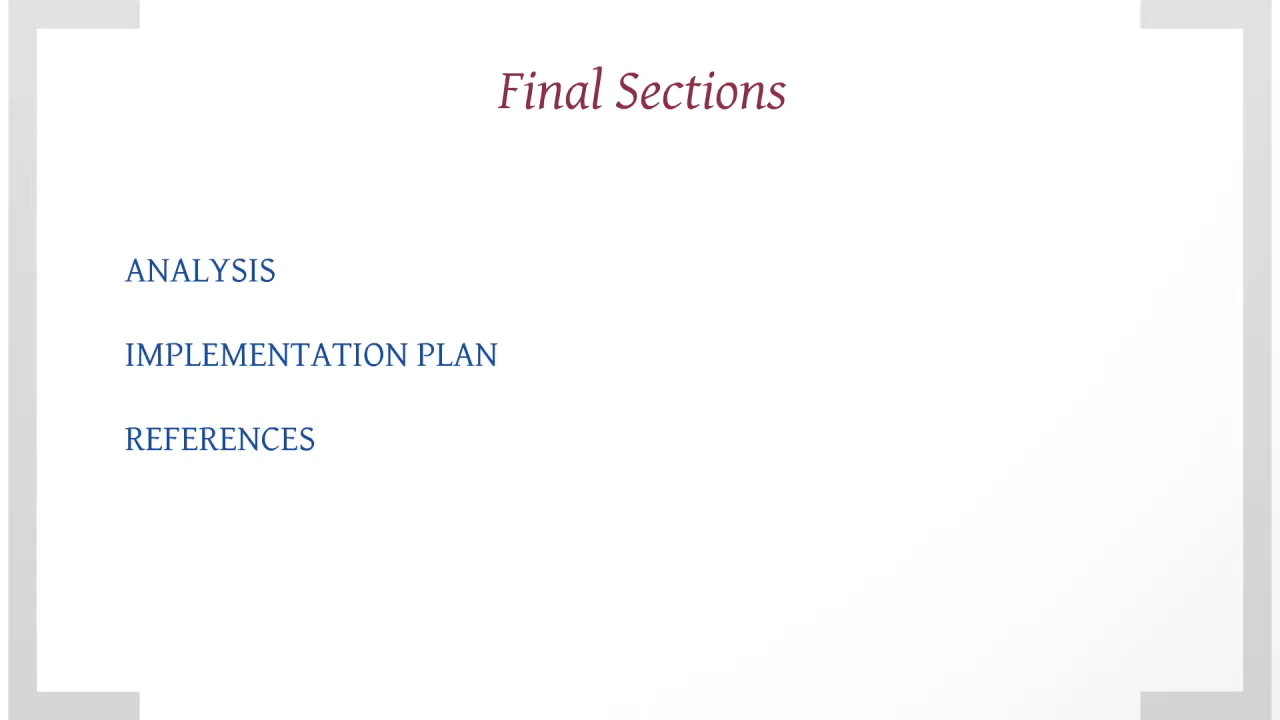 Final Sections
ANALYSIS
IMPLEMENTATION PLAN
REFERENCES